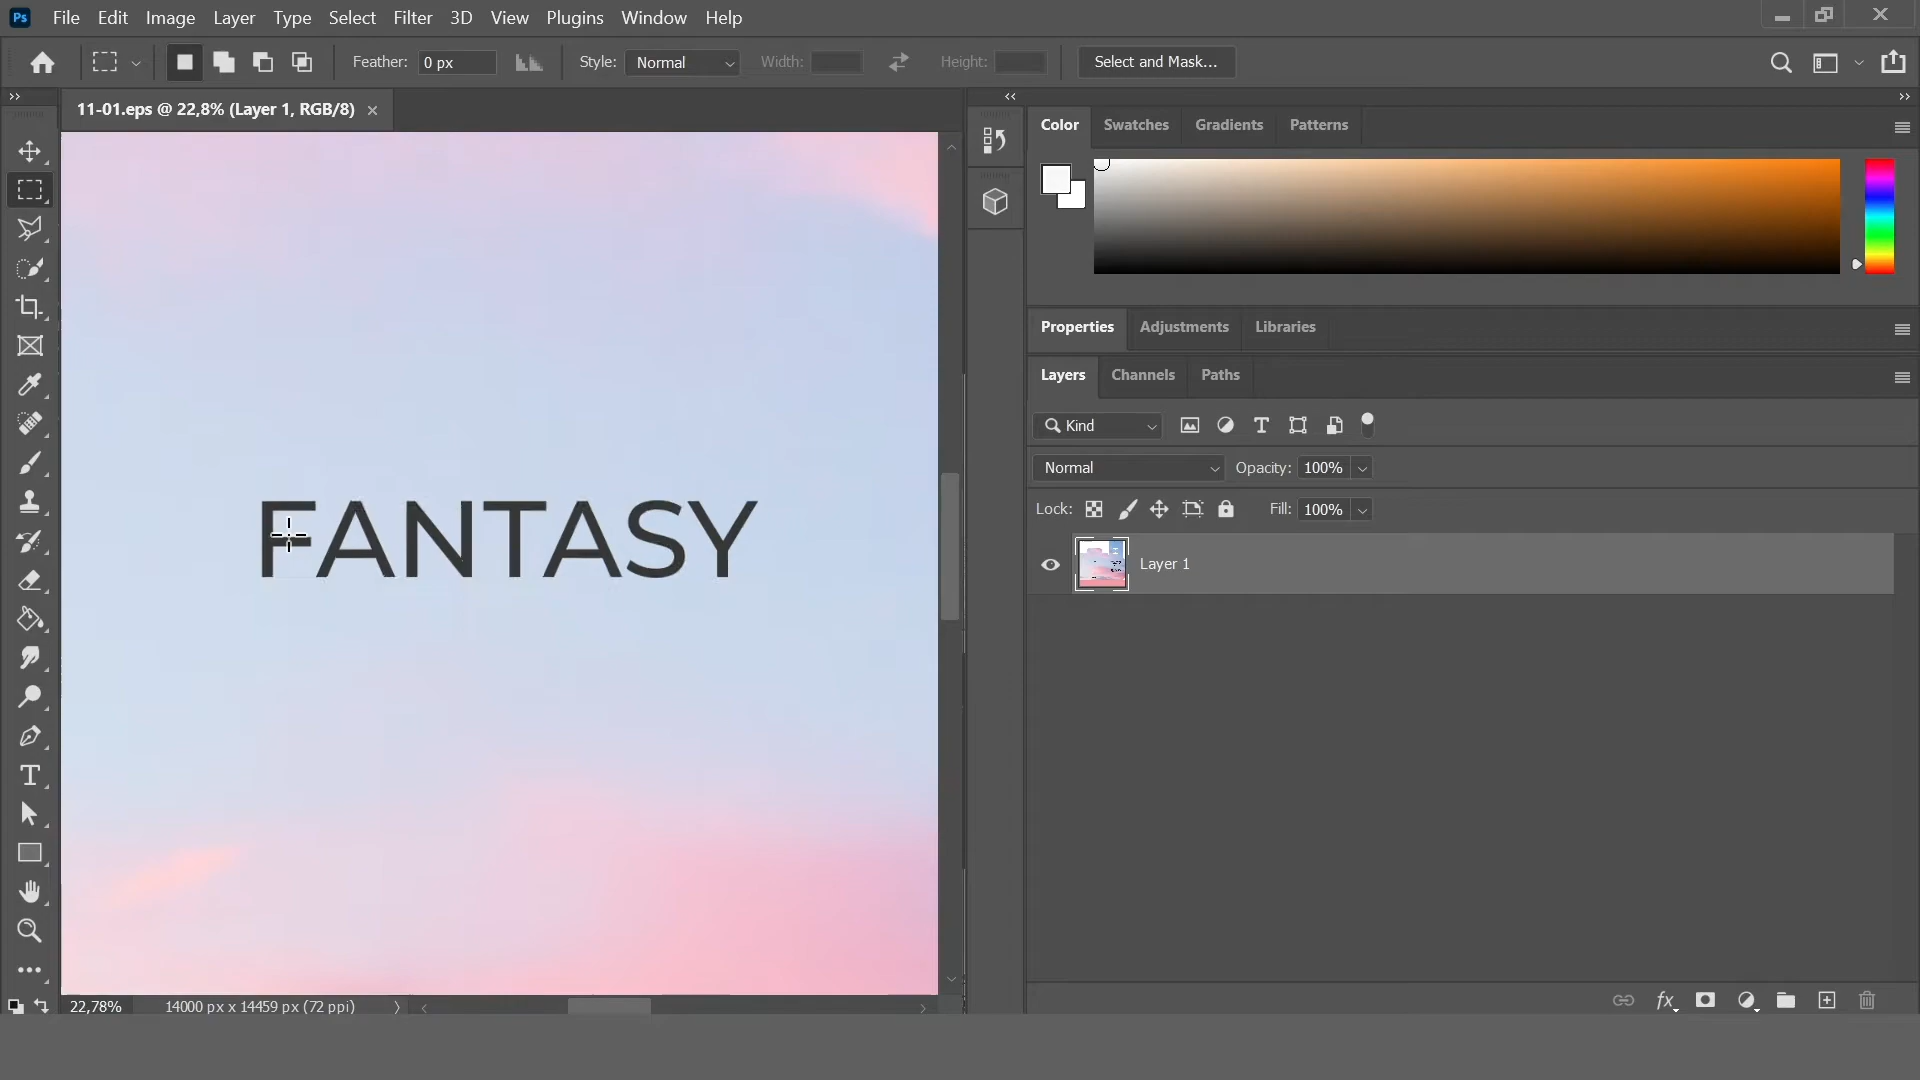 Ps File Edit Image Layer Type Select Filter 3D View Plugins Window Help
Feather: 0 px Style: Normal Width: Height: Select and Mask...
11-01.eps @ 22,8% (Layer 1, RGB/8)
Color Swatches Gradients Patterns
Properties Adjustments Libraries
Layers Channels Paths
Kind
Normal Opacity: 100%
Lock: Fill: 100%
Layer 1
FANTASY
22,78% 14000 px x 14459 px (72 ppi)
fx